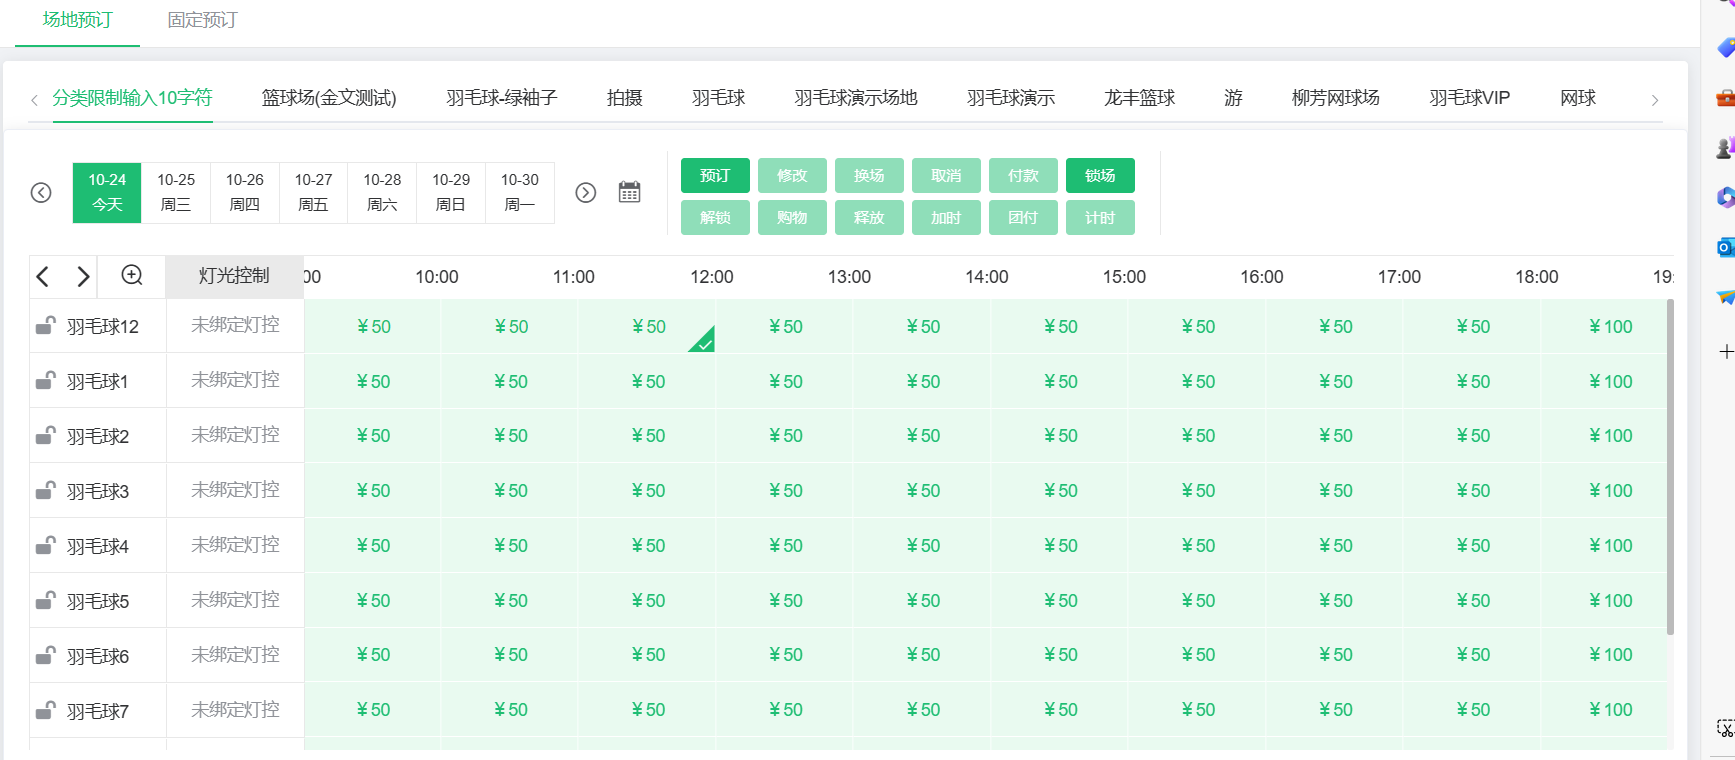 场地预订 固定预订
分类限制输入10字符 篮球场(金文测试) 羽毛球-绿袖子 拍摄 羽毛球 羽毛球演示场地 羽毛球演示 龙丰篮球 游 柳芳网球场 羽毛球VIP 网球
10-24 10-25 10-26 10-27 10-28 10-29 10-30
今天 周三 周四 周五 周六 周日 周一
预订 修改 换场 取消 付款 锁场
解锁 购物 释放 加时 团付 计时
灯光控制 00 10:00 11:00 12:00 13:00 14:00 15:00 16:00 17:00 18:00 19:
羽毛球12 未绑定灯控 ¥50 ¥50 ¥50 ¥50 ¥50 ¥50 ¥50 ¥50 ¥50 ¥100
羽毛球1 未绑定灯控 ¥50 ¥50 ¥50 ¥50 ¥50 ¥50 ¥50 ¥50 ¥50 ¥100
羽毛球2 未绑定灯控 ¥50 ¥50 ¥50 ¥50 ¥50 ¥50 ¥50 ¥50 ¥50 ¥100
羽毛球3 未绑定灯控 ¥50 ¥50 ¥50 ¥50 ¥50 ¥50 ¥50 ¥50 ¥50 ¥100
羽毛球4 未绑定灯控 ¥50 ¥50 ¥50 ¥50 ¥50 ¥50 ¥50 ¥50 ¥50 ¥100
羽毛球5 未绑定灯控 ¥50 ¥50 ¥50 ¥50 ¥50 ¥50 ¥50 ¥50 ¥50 ¥100
羽毛球6 未绑定灯控 ¥50 ¥50 ¥50 ¥50 ¥50 ¥50 ¥50 ¥50 ¥50 ¥100
羽毛球7 未绑定灯控 ¥50 ¥50 ¥50 ¥50 ¥50 ¥50 ¥50 ¥50 ¥50 ¥100